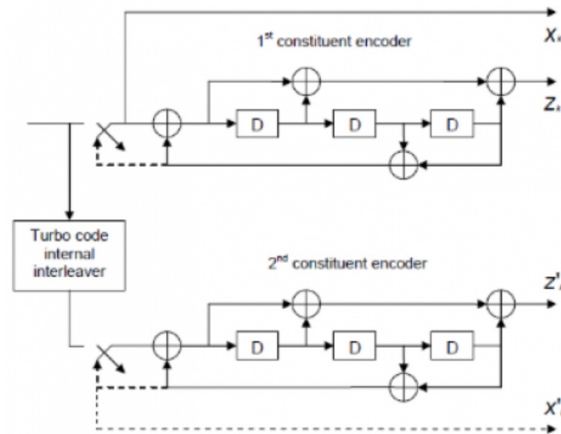 X
1st constituent encoder
Z
D D D
Turbo code
internal
interleaver
2nd constituent encoder
Z'
D D D
X'